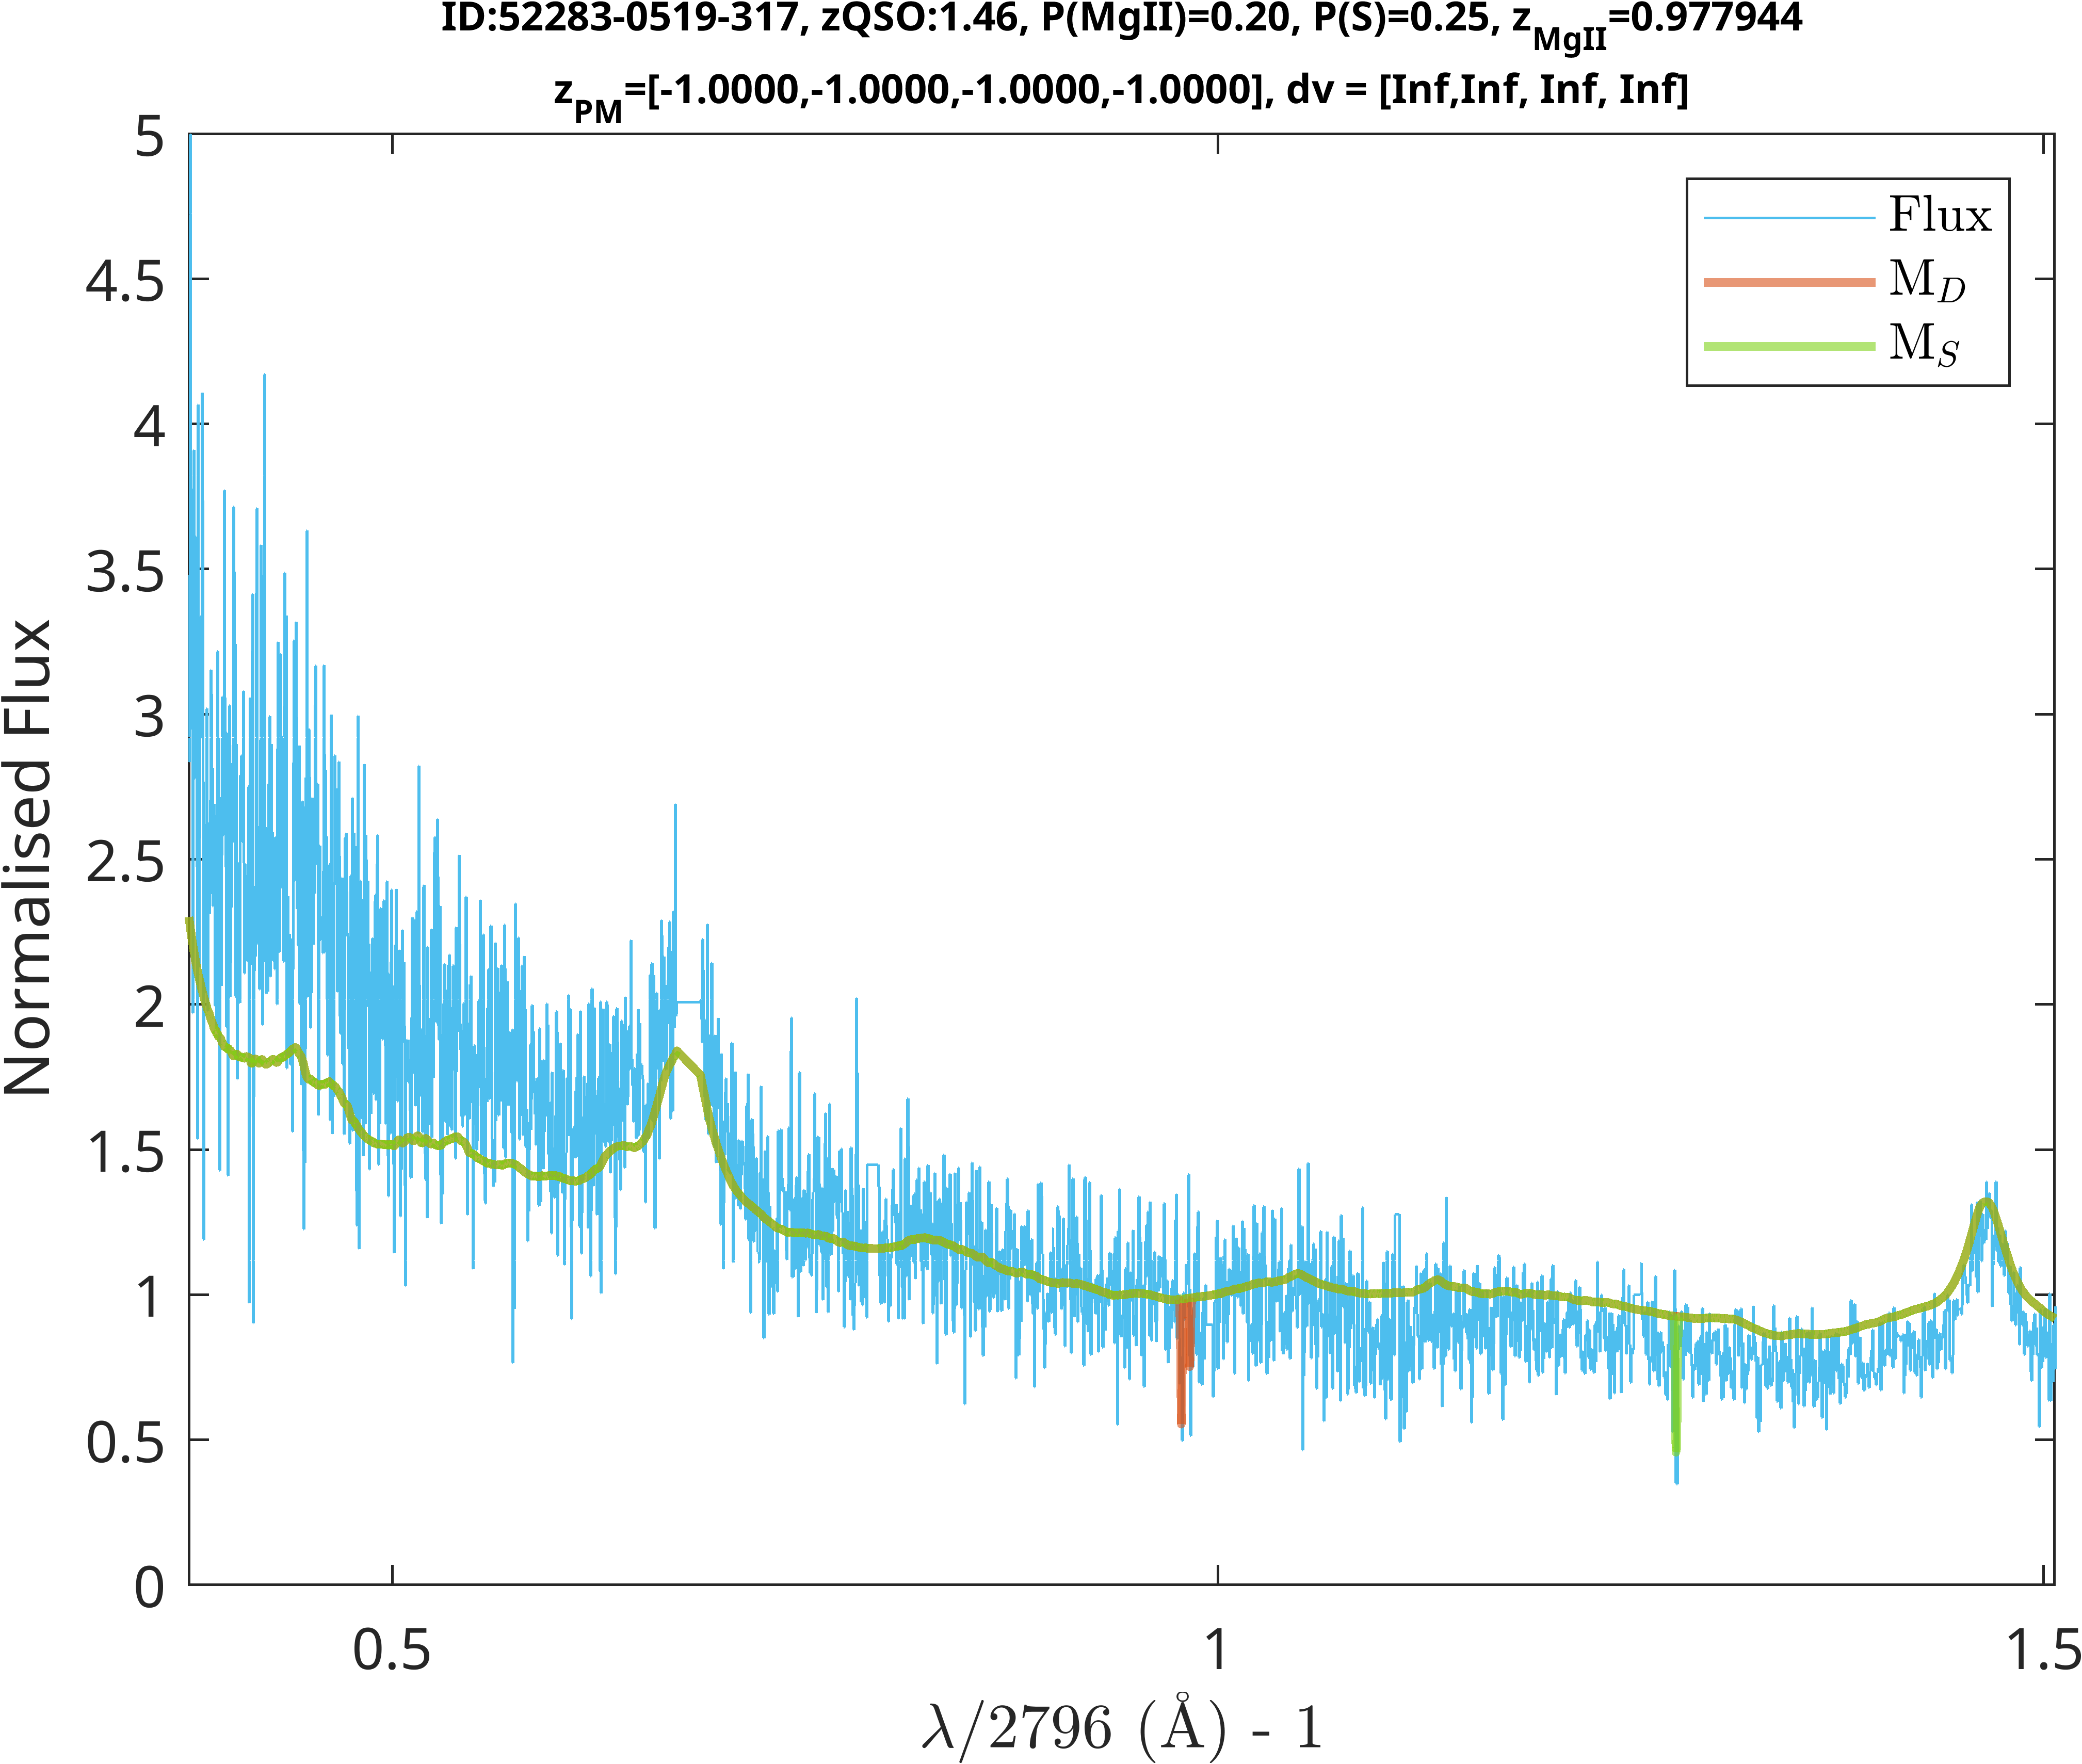 ID:52283-0519-317, zQSO:1.46, P(MgII)=0.20, P(S)=0.25, zMgII=0.977944
zPM=[-1.0000,-1.0000,-1.0000,-1.0000], dv = [Inf,Inf, Inf, Inf]
5
4.5
4
3.5
3
2.5
2
1.5
1
0.5
0
Normalised Flux
Flux
MD
MS
0.5
1
1.5
λ/2796 (Å) - 1